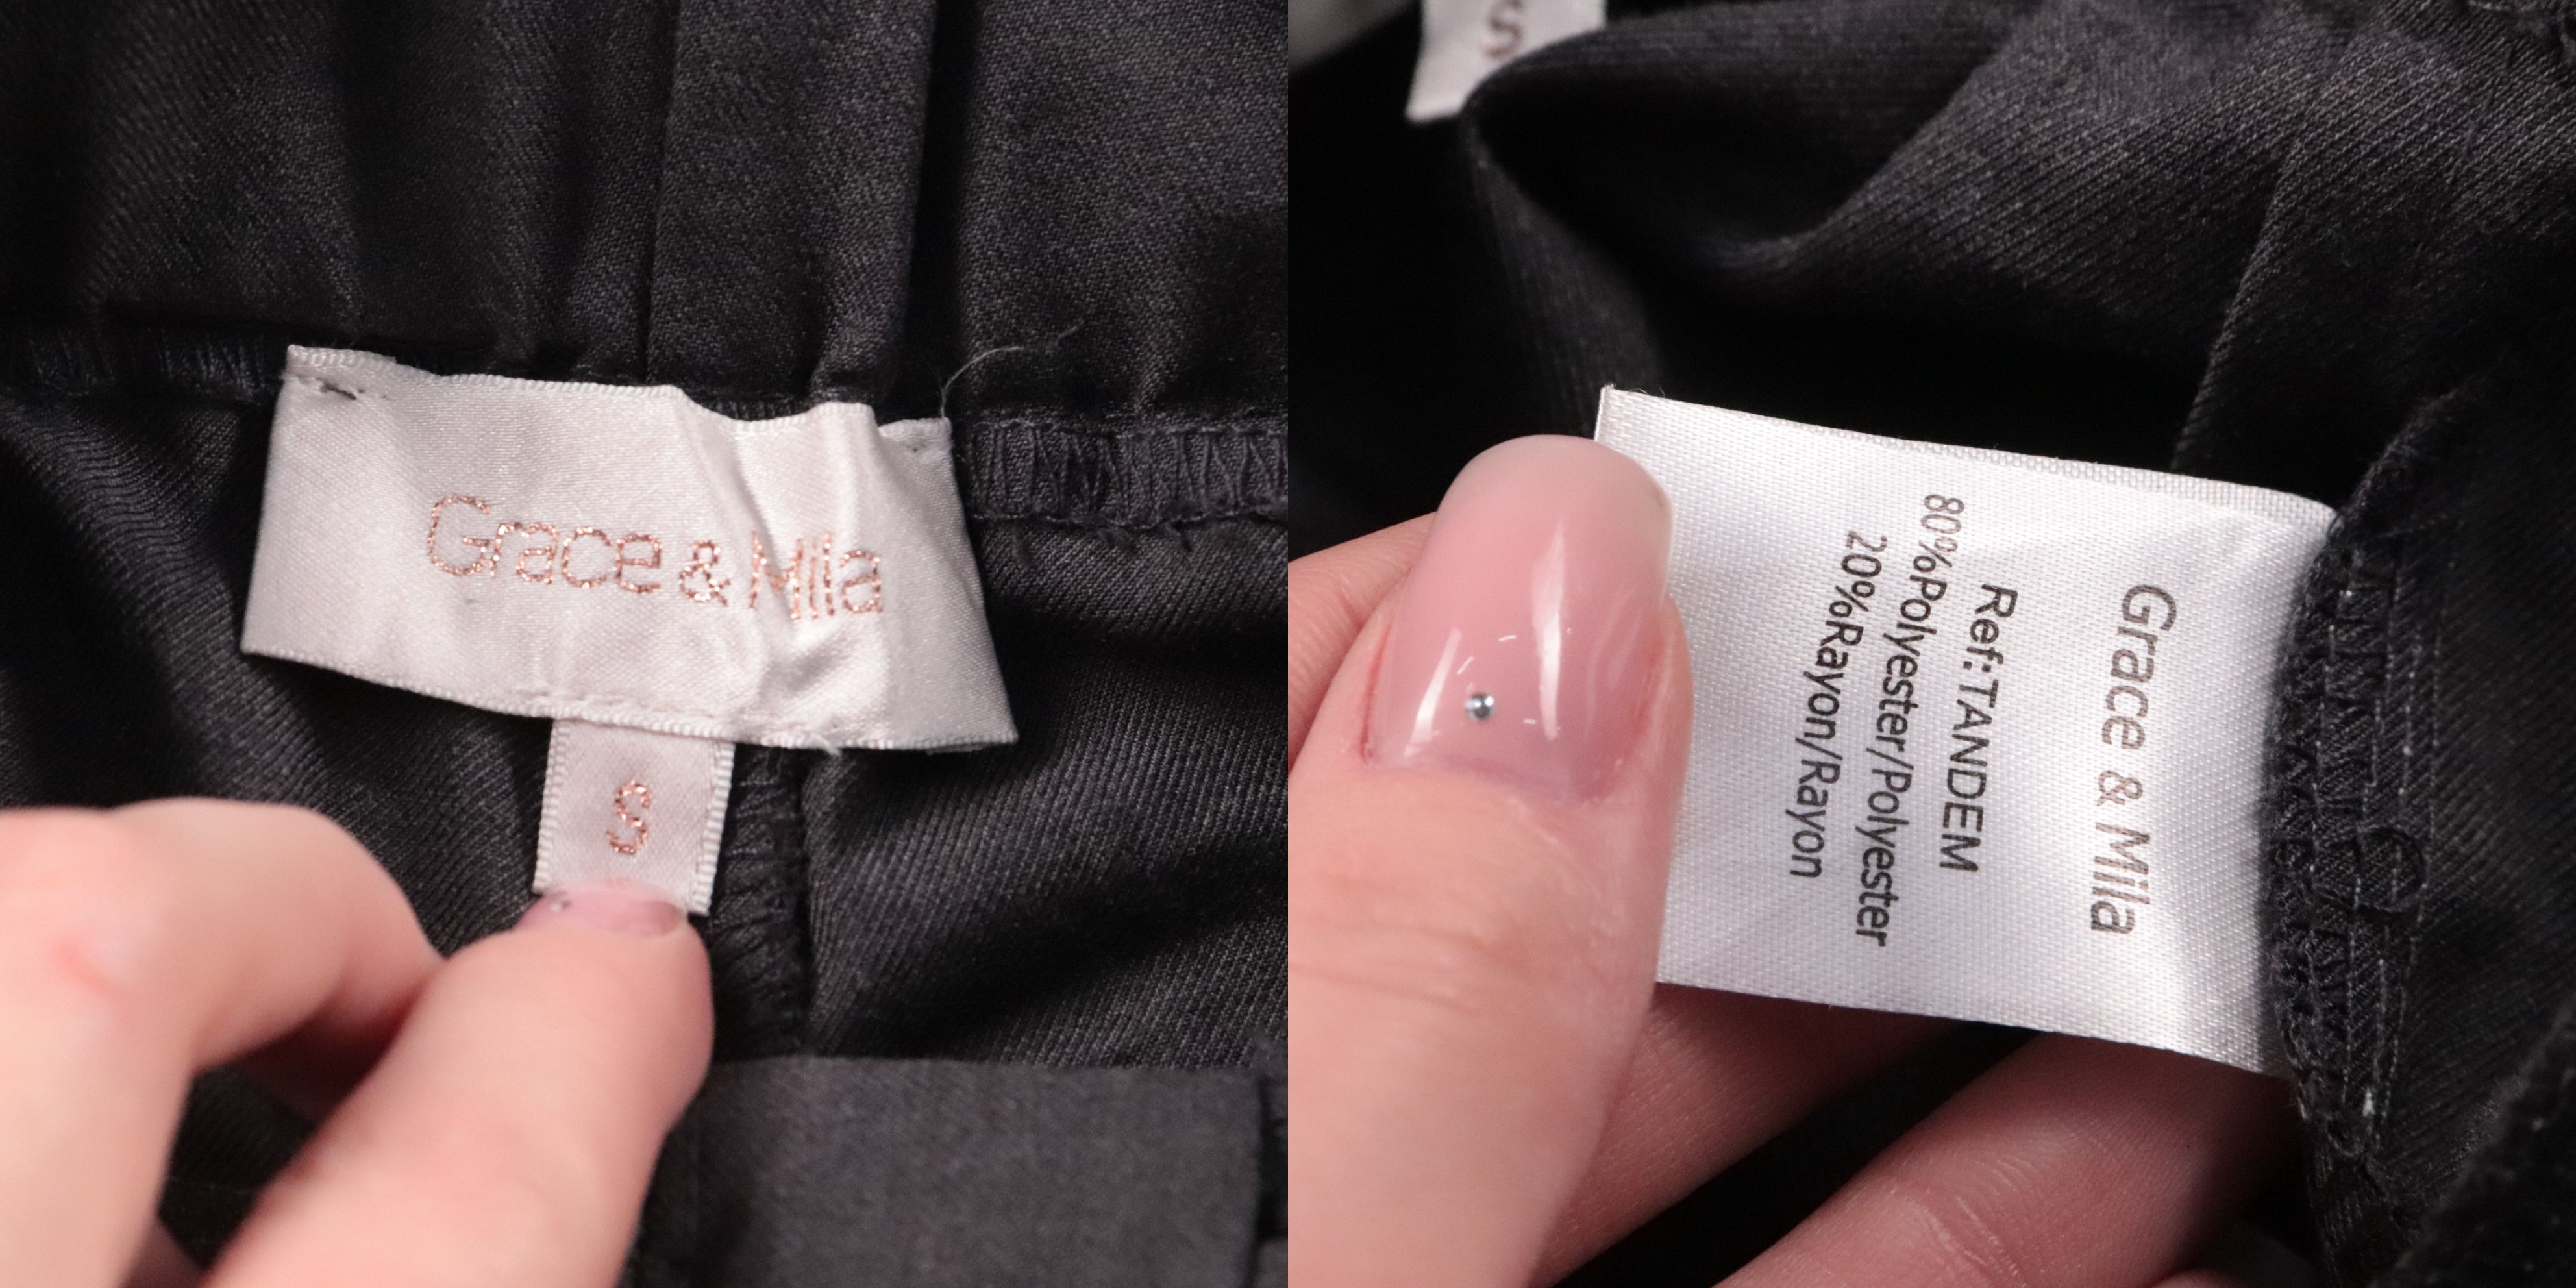 Grace & Mila
S
S
Grace & Mila
Ref:TANDEM
80%Polyester/Polyester
20%Rayon/Rayon